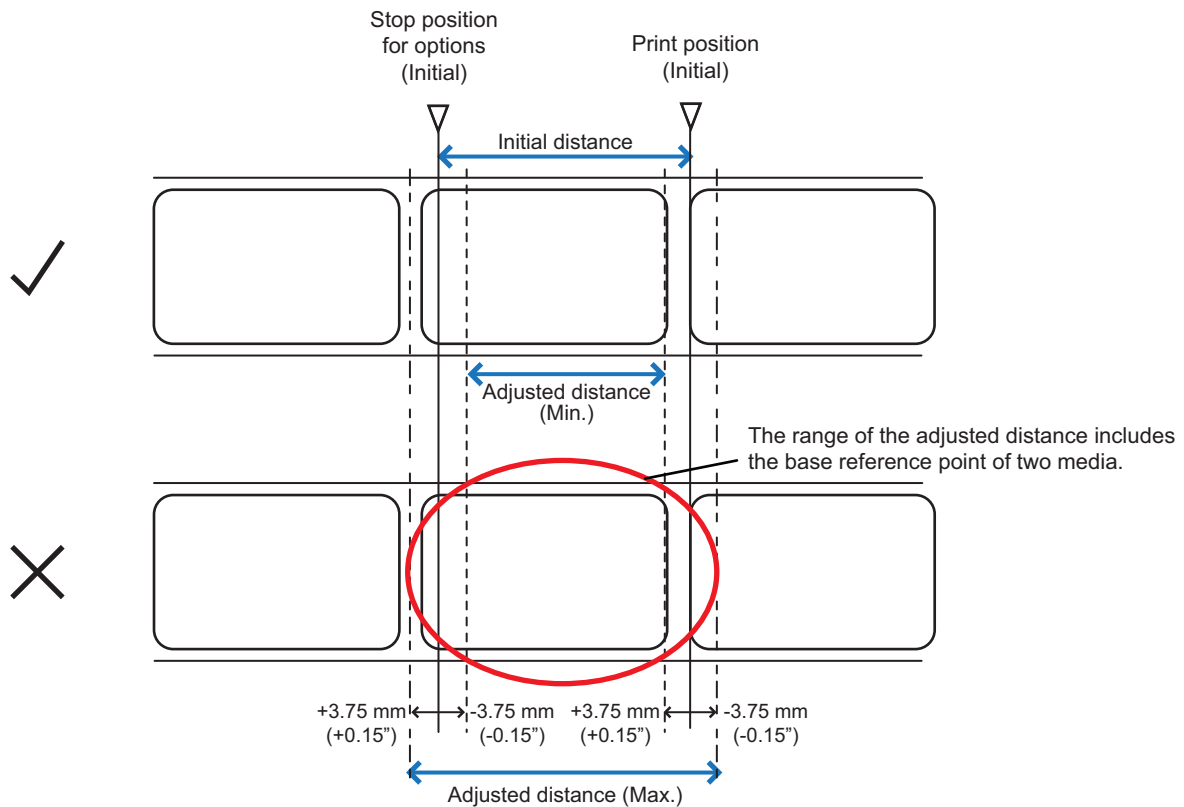 Stop position
for options
(Initial)
Print position
(Initial)
Initial distance
Adjusted distance
(Min.)
The range of the adjusted distance includes
the base reference point of two media.
+3.75 mm
(+0.15”)
-3.75 mm
(-0.15”)
+3.75 mm
(+0.15”)
-3.75 mm
(-0.15”)
Adjusted distance (Max.)